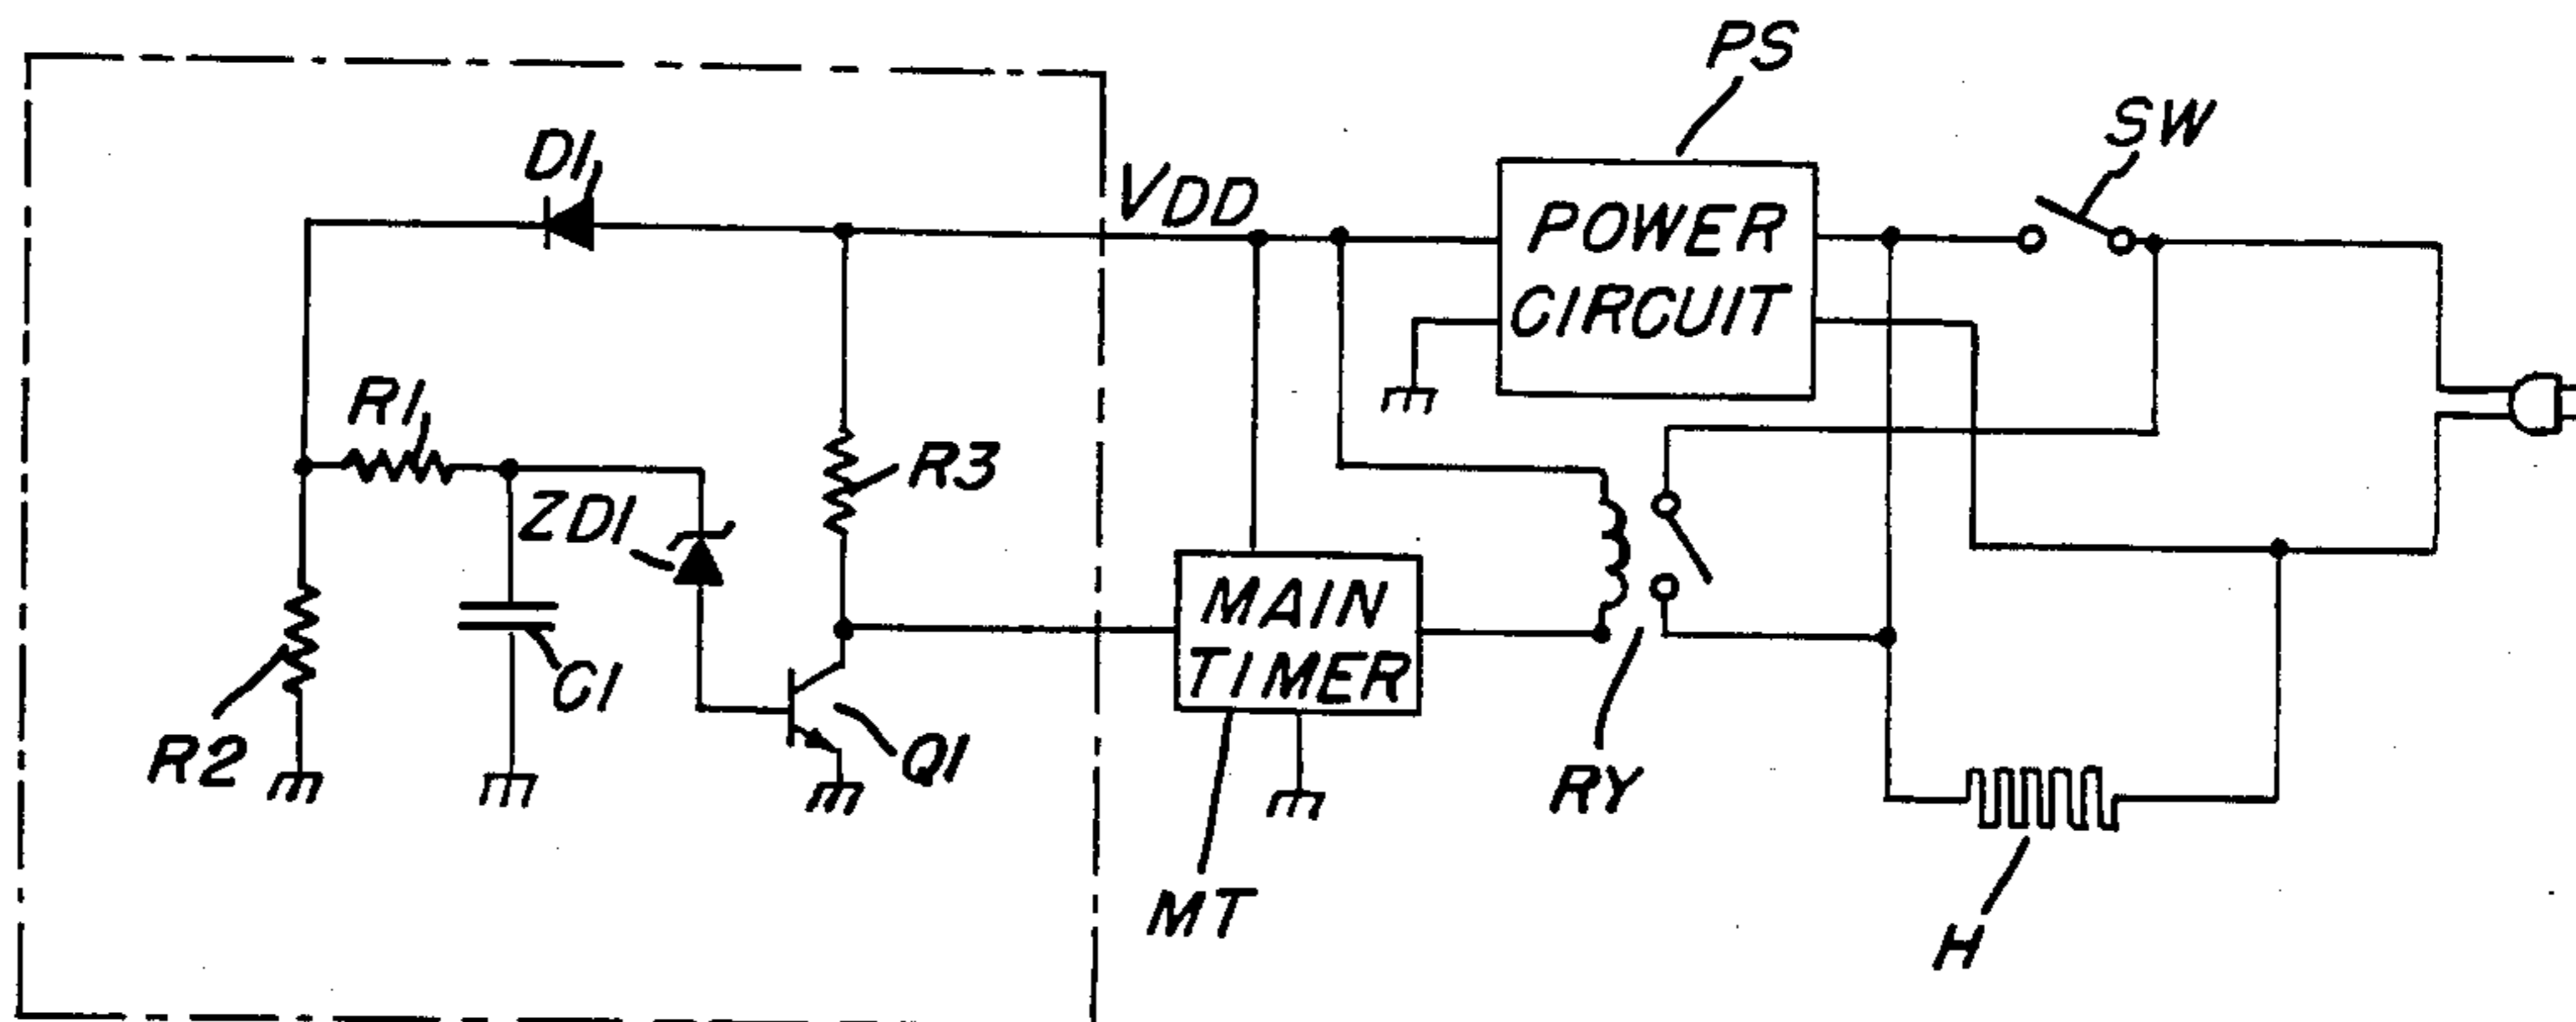 PS
SW
D1
VDD
POWER
CIRCUIT
R1
R3
ZD1
MAIN
TIMER
C1
R2
Q1
RY
MT
H